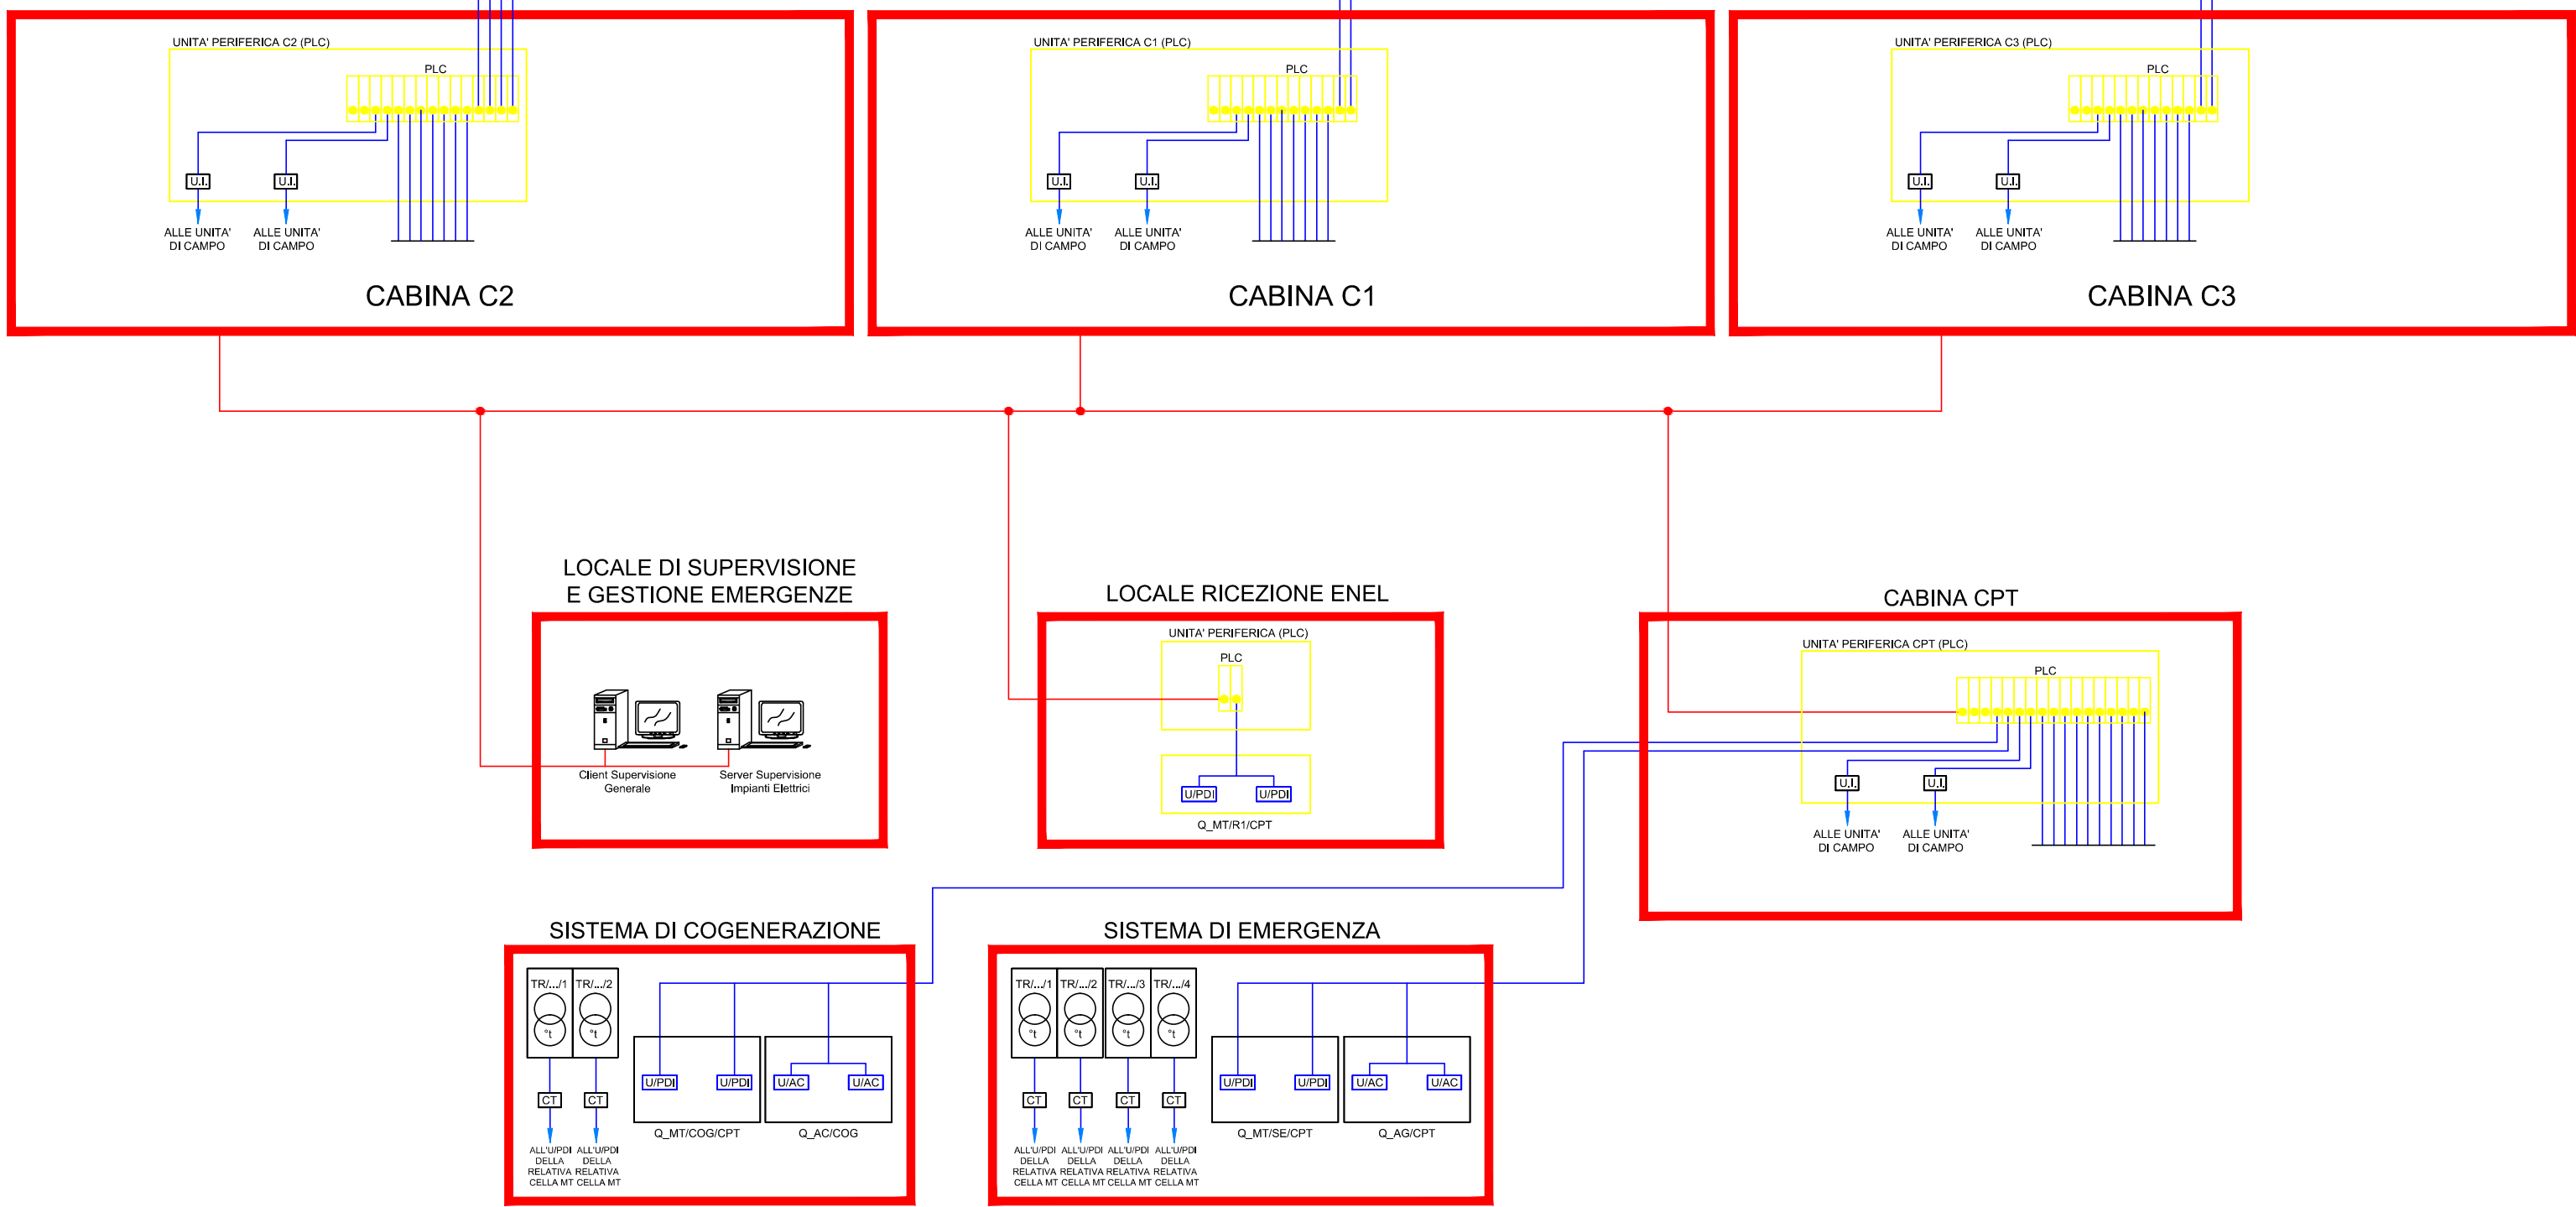 UNITA' PERIFERICA C2 (PLC)
PLC
U.I.
U.I.
ALLE UNITA'
DI CAMPO
ALLE UNITA'
DI CAMPO
CABINA C2
UNITA' PERIFERICA C1 (PLC)
PLC
U.I.
U.I.
ALLE UNITA'
DI CAMPO
ALLE UNITA'
DI CAMPO
CABINA C1
UNITA' PERIFERICA C3 (PLC)
PLC
U.I.
U.I.
ALLE UNITA'
DI CAMPO
ALLE UNITA'
DI CAMPO
CABINA C3
LOCALE DI SUPERVISIONE
E GESTIONE EMERGENZE
Client Supervisione
Generale
Server Supervisione
Impianti Elettrici
LOCALE RICEZIONE ENEL
UNITA' PERIFERICA (PLC)
PLC
U/PDI
U/PDI
Q_MT/R1/CPT
CABINA CPT
UNITA' PERIFERICA CPT (PLC)
PLC
U.I.
U.I.
ALLE UNITA'
DI CAMPO
ALLE UNITA'
DI CAMPO
SISTEMA DI COGENERAZIONE
TR/.../1
TR/.../2
°t
°t
U/PDI
U/PDI
U/AC
U/AC
CT
CT
Q_MT/COG/CPT
Q_AC/COG
ALL'U/PDI
DELLA
RELATIVA
CELLA MT
ALL'U/PDI
DELLA
RELATIVA
CELLA MT
SISTEMA DI EMERGENZA
TR/.../1
TR/.../2
TR/.../3
TR/.../4
°t
°t
°t
°t
U/PDI
U/PDI
U/AC
U/AC
CT
CT
CT
CT
Q_MT/SE/CPT
Q_AG/CPT
ALL'U/PDI
DELLA
RELATIVA
CELLA MT
ALL'U/PDI
DELLA
RELATIVA
CELLA MT
ALL'U/PDI
DELLA
RELATIVA
CELLA MT
ALL'U/PDI
DELLA
RELATIVA
CELLA MT